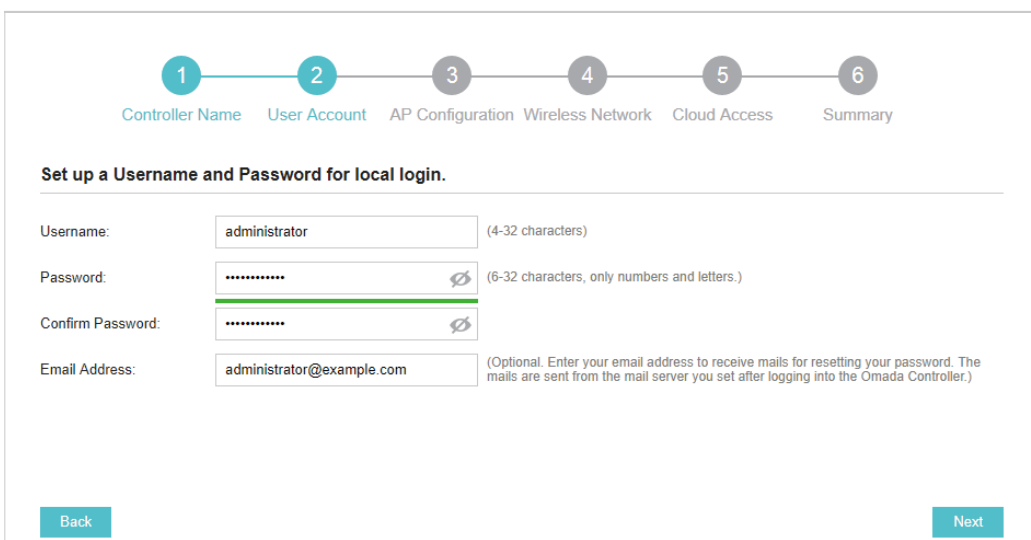 1 2 3 4 5 6
Controller Name User Account AP Configuration Wireless Network Cloud Access Summary
Set up a Username and Password for local login.
Username: administrator (4-32 characters)
Password: •••••••••••• (6-32 characters, only numbers and letters.)
Confirm Password: ••••••••••••
Email Address: administrator@example.com (Optional. Enter your email address to receive mails for resetting your password. The
mails are sent from the mail server you set after logging into the Omada Controller.)
Back Next